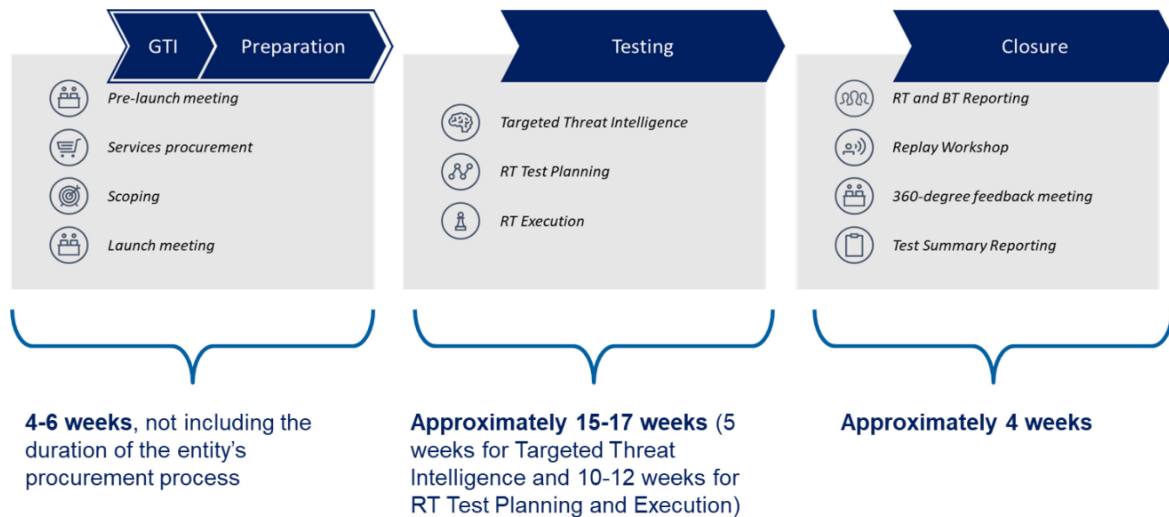 GTI
Preparation
Pre-launch meeting
Services procurement
Scoping
Launch meeting
4-6 weeks, not including the
duration of the entity's
procurement process
Testing
Targeted Threat Intelligence
RT Test Planning
RT Execution
Approximately 15-17 weeks (5
weeks for Targeted Threat
Intelligence and 10-12 weeks for
RT Test Planning and Execution)
Closure
RT and BT Reporting
Replay Workshop
360-degree feedback meeting
Test Summary Reporting
Approximately 4 weeks